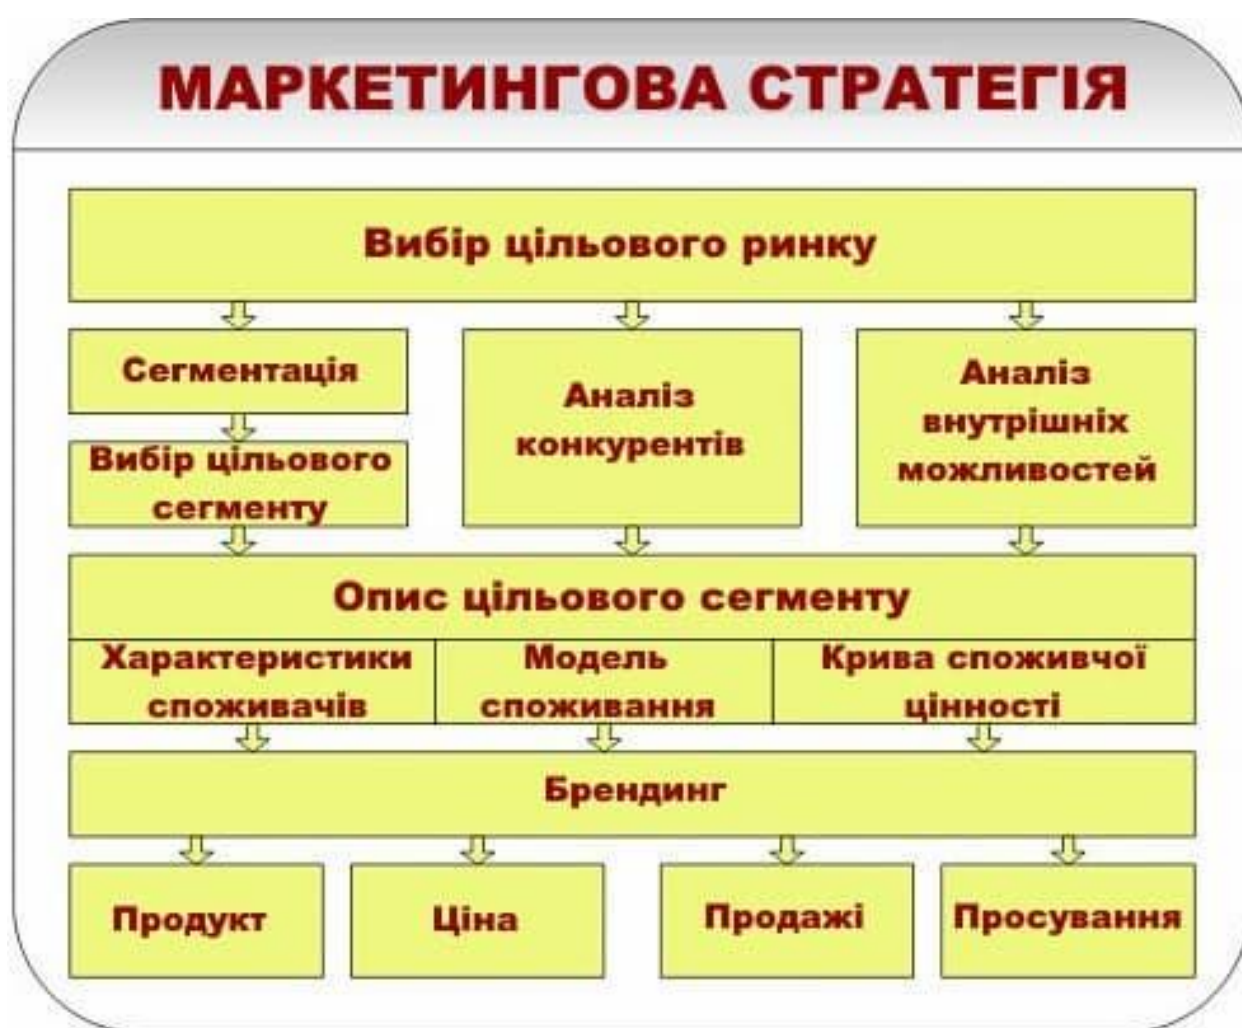 МАРКЕТИНГОВА СТРАТЕГІЯ
Вибір цільового ринку
Сегментація
Вибір цільового
сегменту
Аналіз
конкурентів
Аналіз
внутрішніх
можливостей
Опис цільового сегменту
Характеристики
споживачів
Модель
споживання
Крива споживчої
цінності
Брендинг
Продукт
Ціна
Продажі
Просування